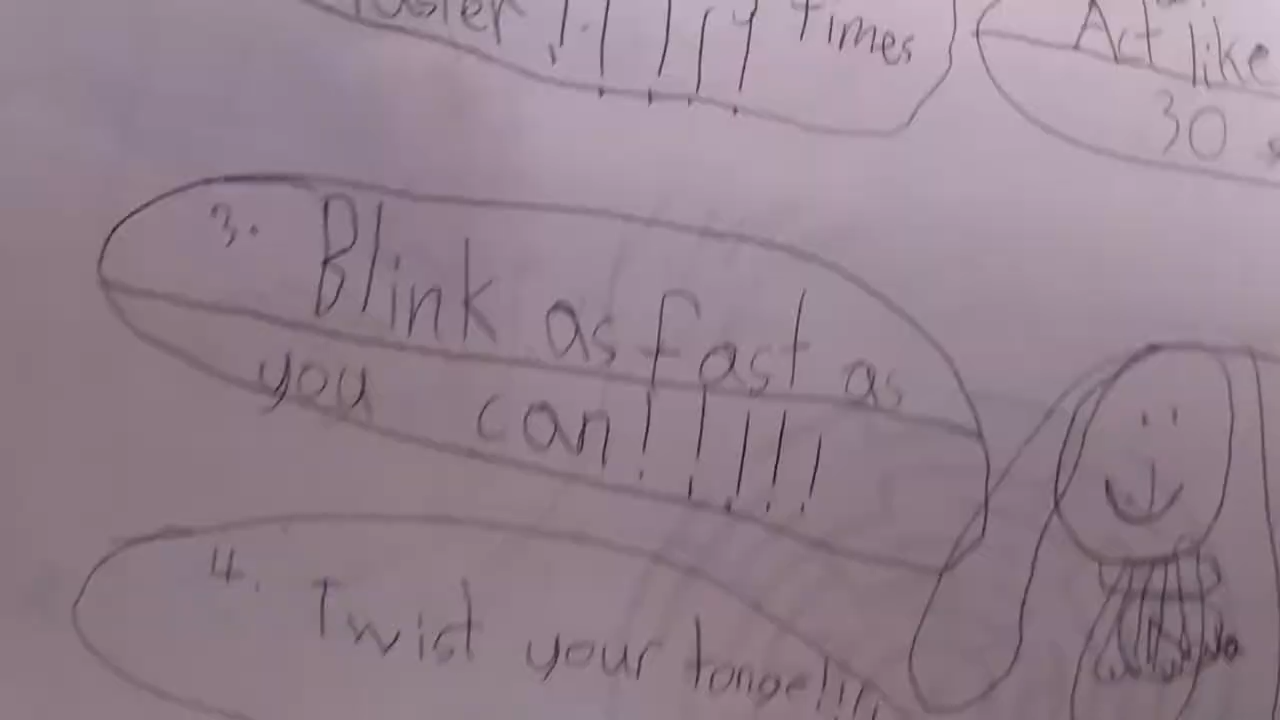 faster !!!!! Times
Act like
30
3. Blink as fast as
you can!!!!!
4. Twist your tonge!!!!